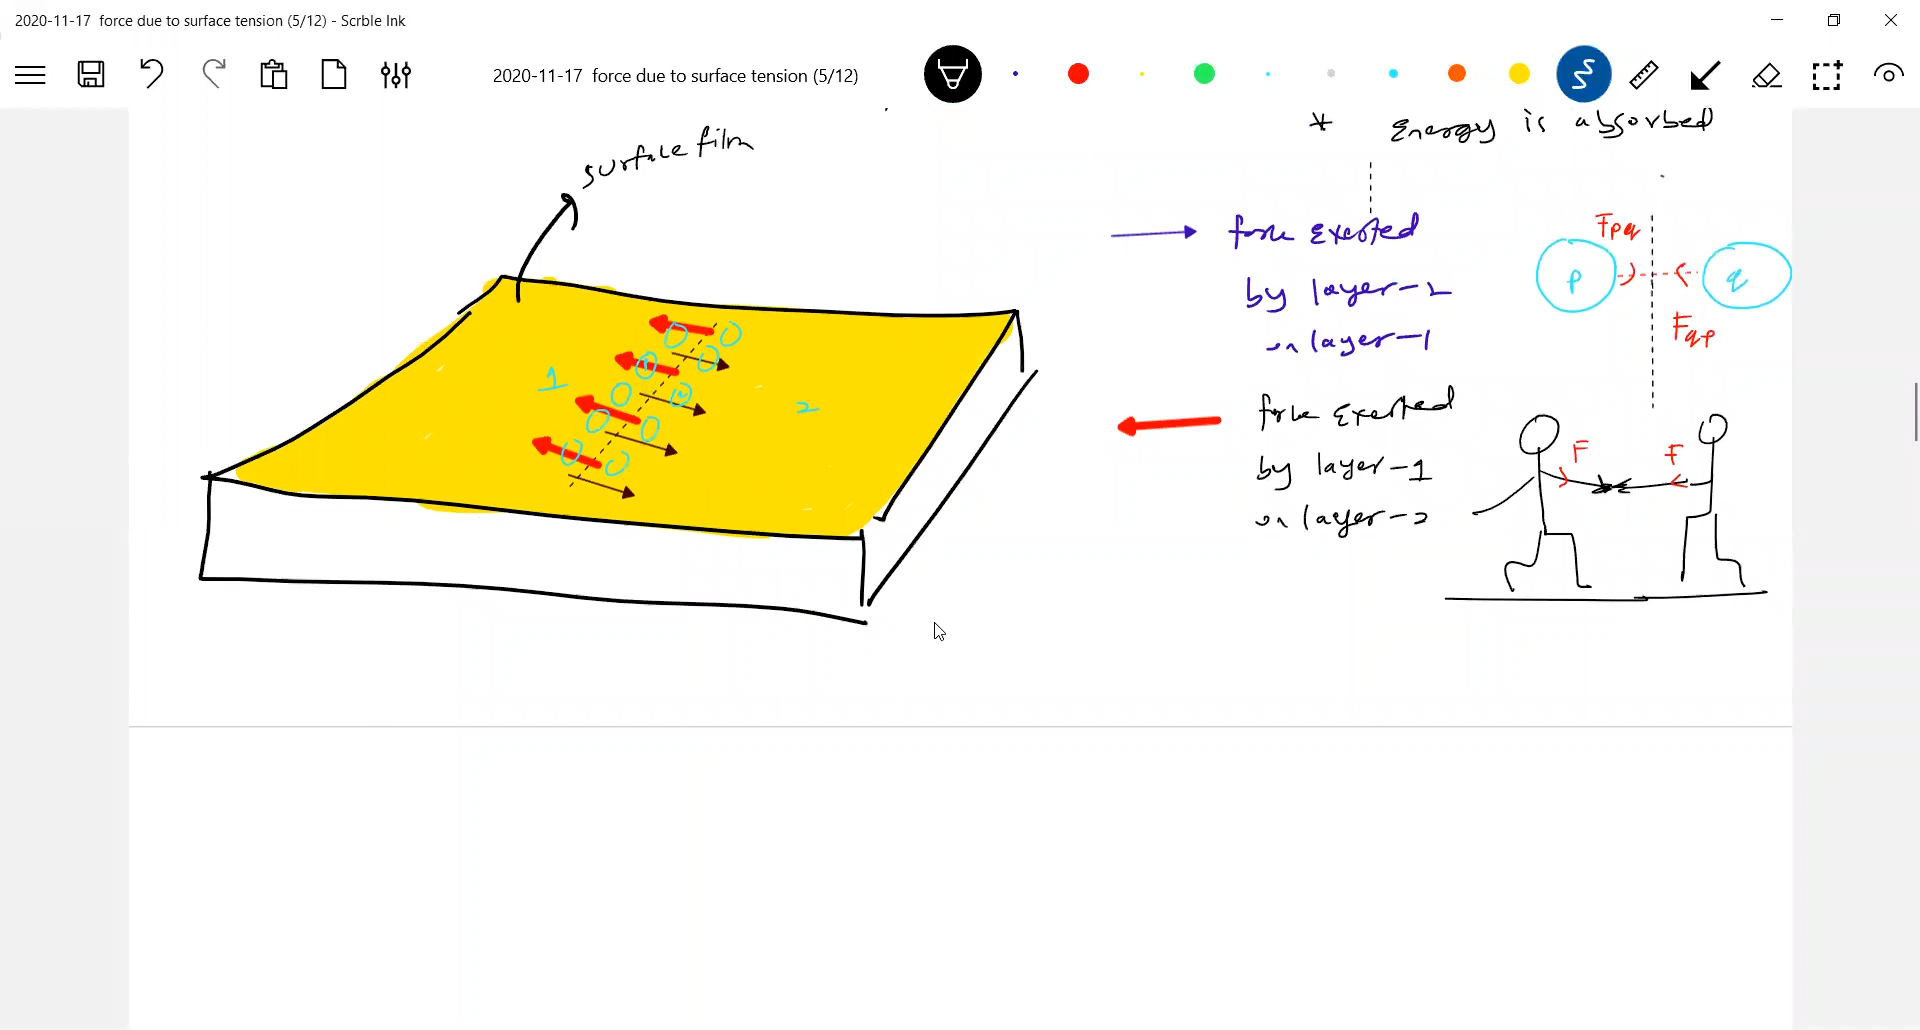 2020-11-17 force due to surface tension (5/12) - Scrble Ink
2020-11-17 force due to surface tension (5/12)
* Energy is absorbed
surface film
force exerted
by layer-2
on layer-1
force exerted
by layer-1
on layer-2
1
2
1
2
Fpq
p
q
Fqp
F
F